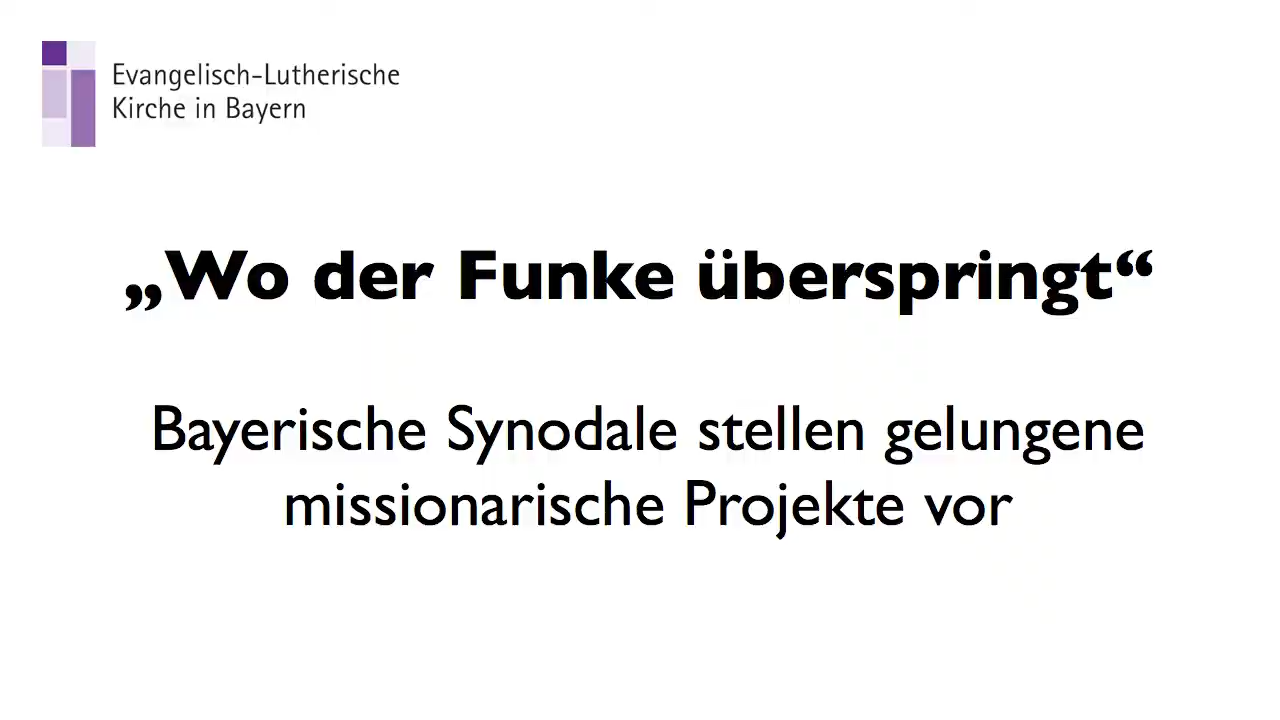 Evangelisch-Lutherische
Kirche in Bayern
„Wo der Funke überspringt“
Bayerische Synodale stellen gelungene
missionarische Projekte vor